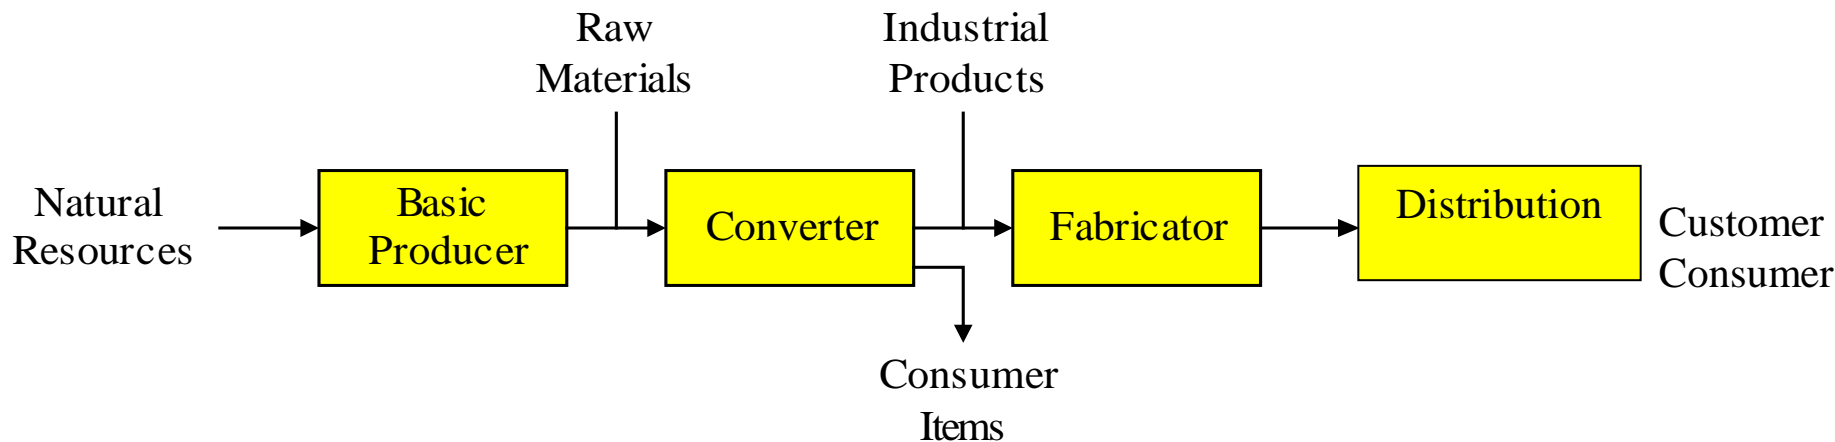 Raw
Materials
Industrial
Products
Natural
Resources
Basic
Producer
Converter
Fabricator
Distribution
Customer
Consumer
Consumer
Items